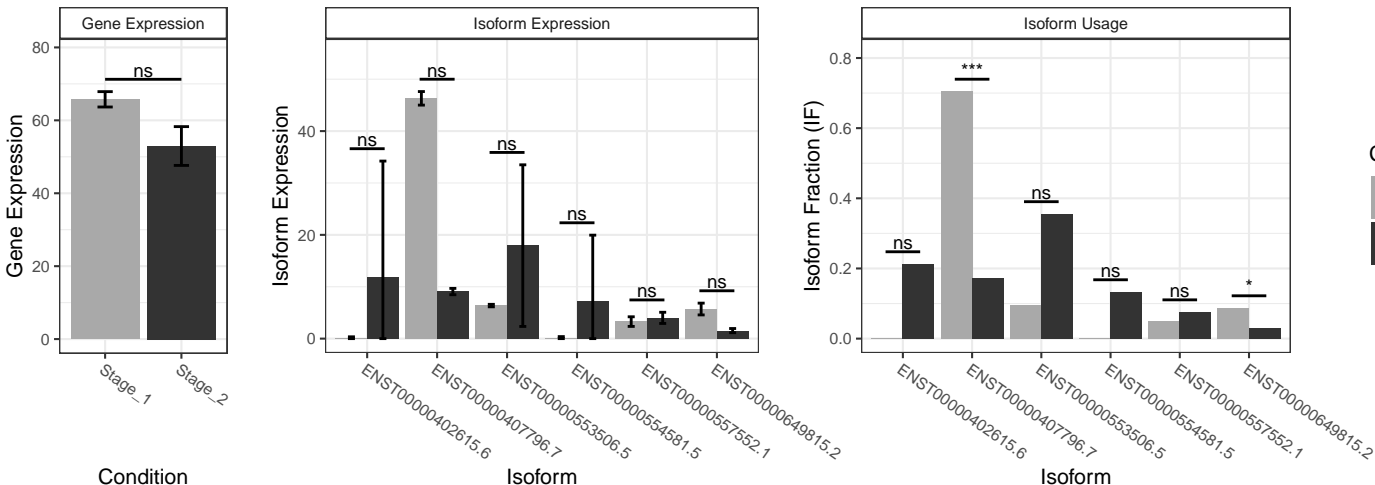 Gene Expression
Isoform Expression
Isoform Usage
Gene Expression
80
60
40
20
0
ns
Stage_1
Stage_2
Condition
Isoform Expression
40
20
0
ns
ns
ns
ns
ns
ns
ENST00000402615.6
ENST00000407796.7
ENST00000553506.5
ENST00000554581.5
ENST00000557552.1
ENST00000649815.2
Isoform
Isoform Fraction (IF)
0.8
0.6
0.4
0.2
0.0
ns
***
ns
ns
ns
*
ENST00000402615.6
ENST00000407796.7
ENST00000553506.5
ENST00000554581.5
ENST00000557552.1
ENST00000649815.2
Isoform